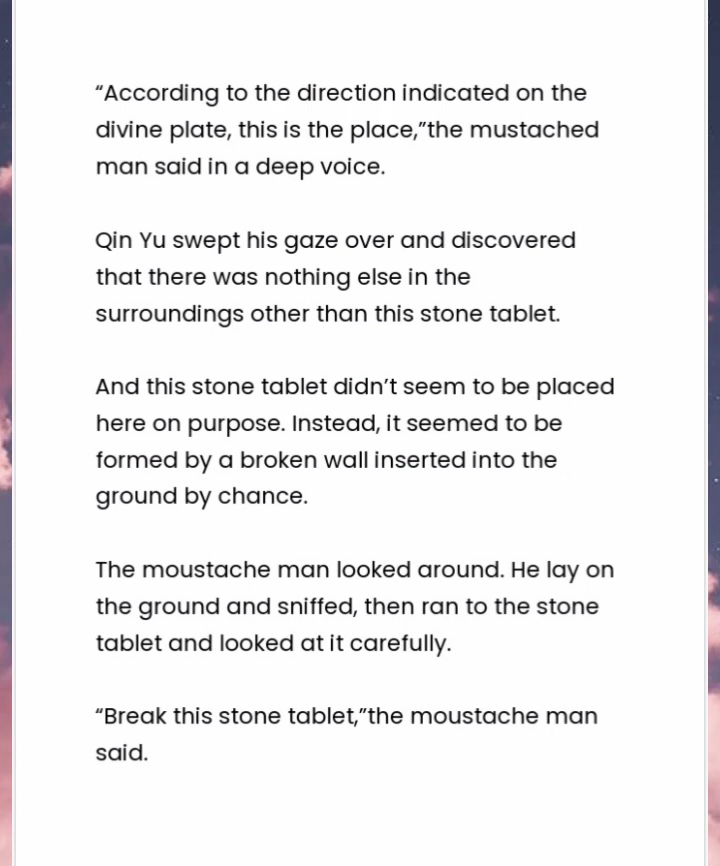 “According to the direction indicated on the
divine plate, this is the place,”the mustached
man said in a deep voice.
Qin Yu swept his gaze over and discovered
that there was nothing else in the
surroundings other than this stone tablet.
And this stone tablet didn’t seem to be placed
here on purpose. Instead, it seemed to be
formed by a broken wall inserted into the
ground by chance.
The moustache man looked around. He lay on
the ground and sniffed, then ran to the stone
tablet and looked at it carefully.
“Break this stone tablet,”the moustache man
said.